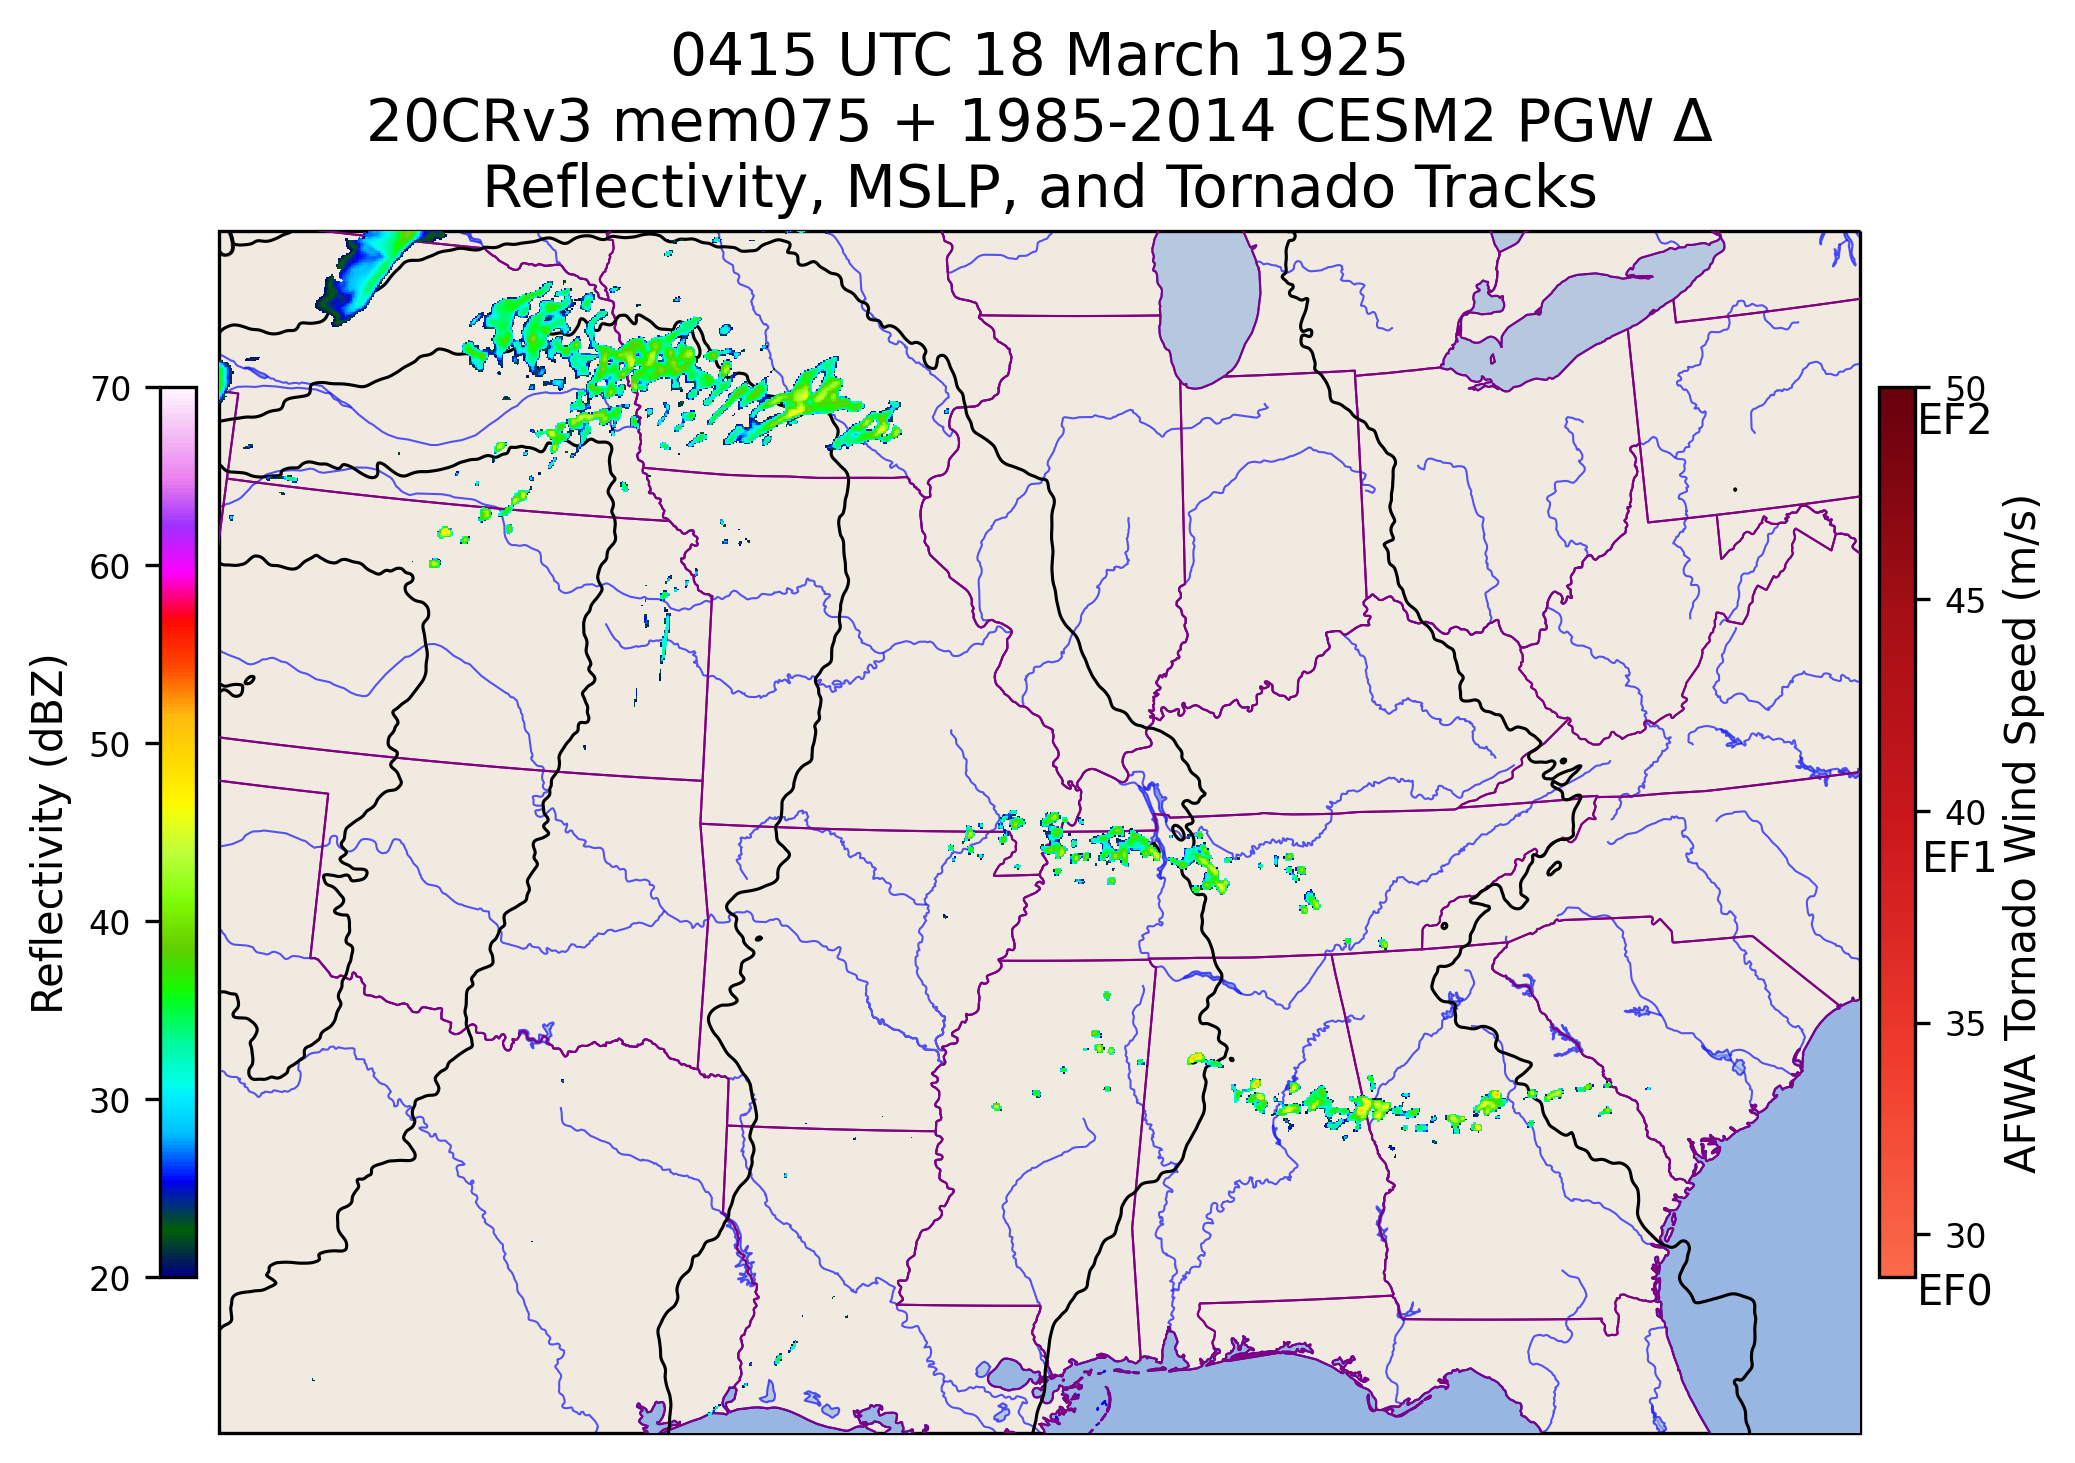 0415 UTC 18 March 1925
20CRv3 mem075 + 1985-2014 CESM2 PGW Δ
Reflectivity, MSLP, and Tornado Tracks
70
60
50
40
30
20
Reflectivity (dBZ)
50
EF2
45
40
EF1
35
30
EF0
AFWA Tornado Wind Speed (m/s)